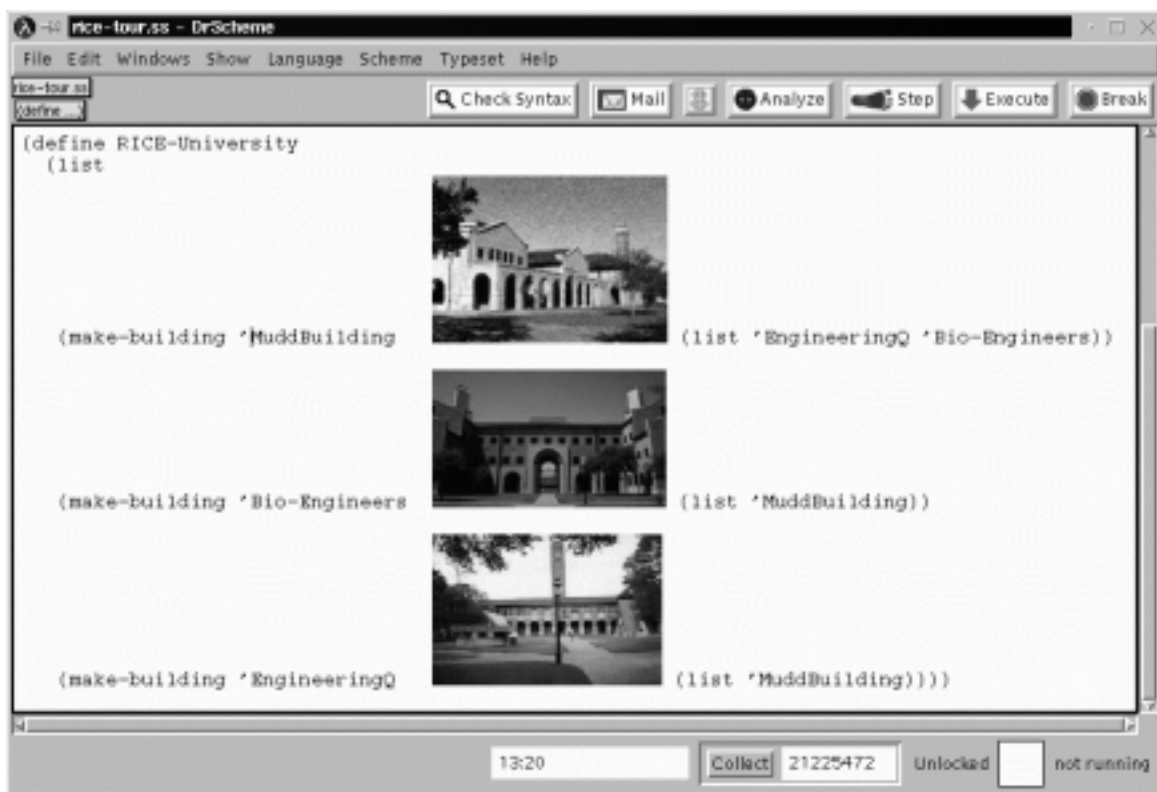 rice-tour.ss - DrScheme
File Edit Windows Show Language Scheme Typeset Help
rice-tour.ss
(define ...)
Check Syntax Mail Analyze Step Execute Break
(define RICE-University
(list
(make-building 'MuddBuilding (list 'EngineeringQ 'Bio-Engineers))
(make-building 'Bio-Engineers (list 'MuddBuilding))
(make-building 'EngineeringQ (list 'MuddBuilding))))
13:20 Collect 21225472 Unlocked not running